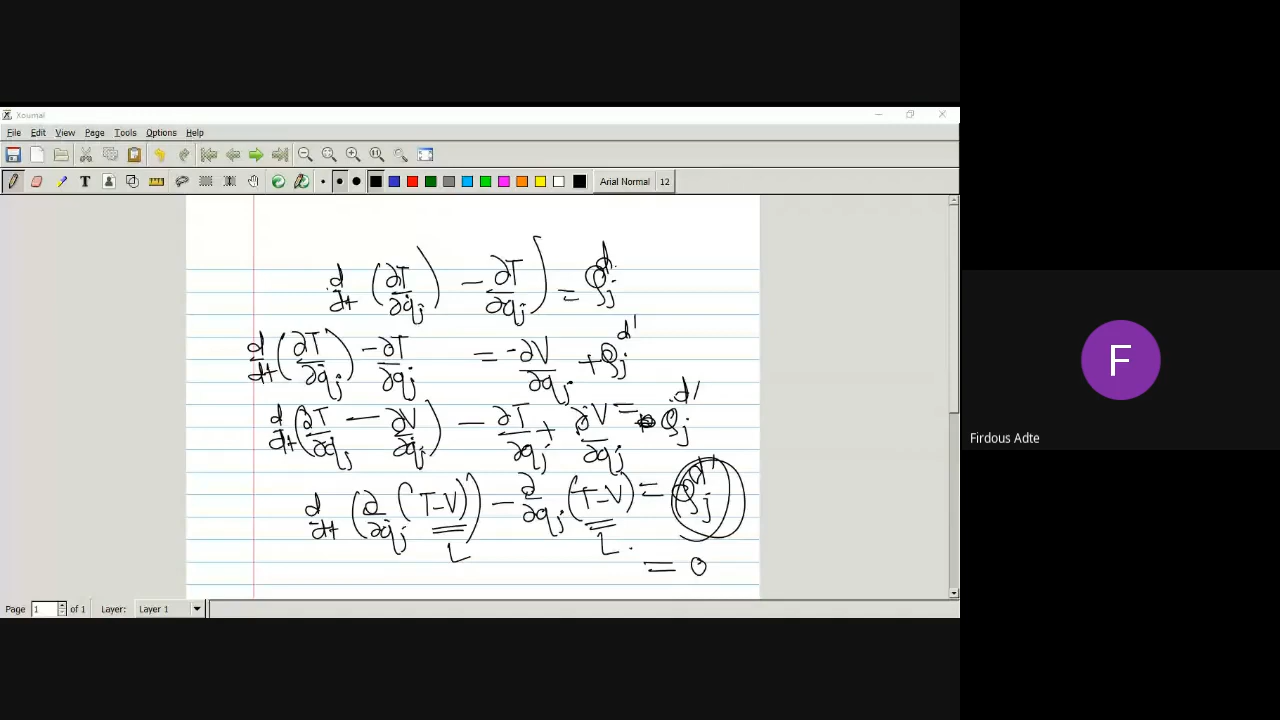 Xournal
File Edit View Page Tools Options Help
Arial Normal 12
d/dt (∂T/∂q̇j) − ∂T/∂qj) = Qj^d
d/dt (∂T/∂q̇j) − ∂T/∂qj = −∂V/∂qj + Qj^d'
d/dt (∂T/∂q̇j − ∂V/∂q̇j) − ∂T/∂qj + ∂V/∂qj = Qj^d'
d/dt (∂/∂q̇j (T−V)) − ∂/∂qj (T−V) = Qj^d'
L L
= 0
F
Firdous Adte
Page 1 of 1 Layer: Layer 1